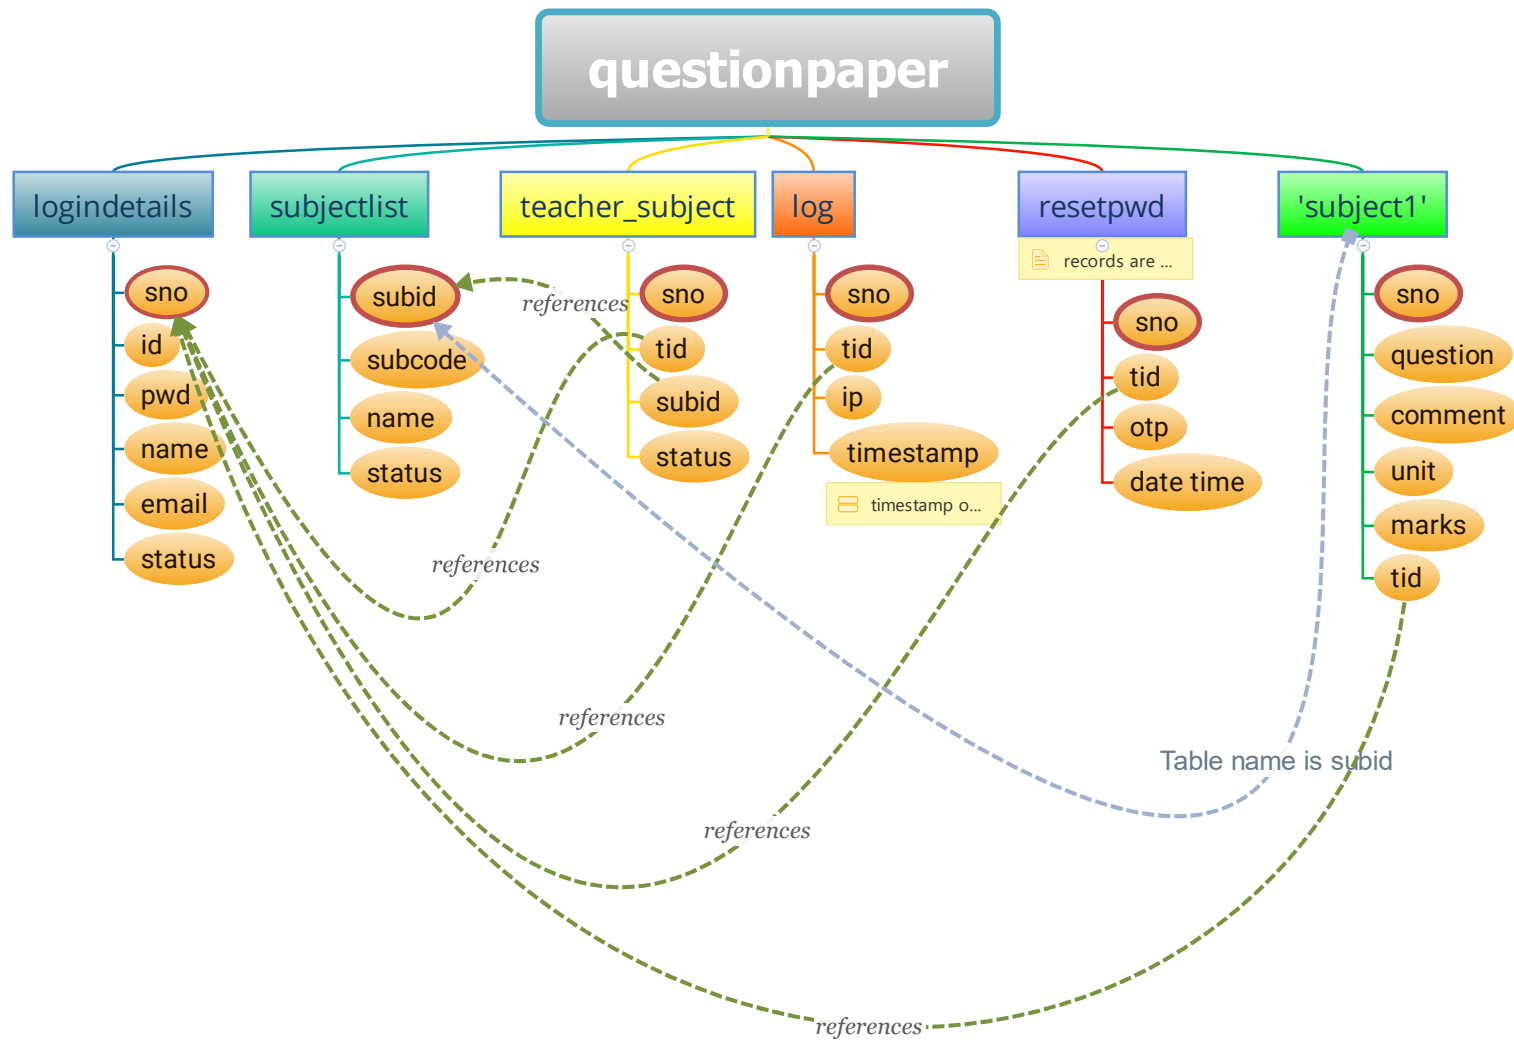 questionpaper
logindetails
subjectlist
teacher_subject
log
resetpwd
'subject1'
records are ...
sno
id
pwd
name
email
status
subid
subcode
name
status
sno
tid
subid
status
sno
tid
ip
timestamp
timestamp o...
sno
tid
otp
date time
sno
question
comment
unit
marks
tid
references
references
references
Table name is subid
references
references